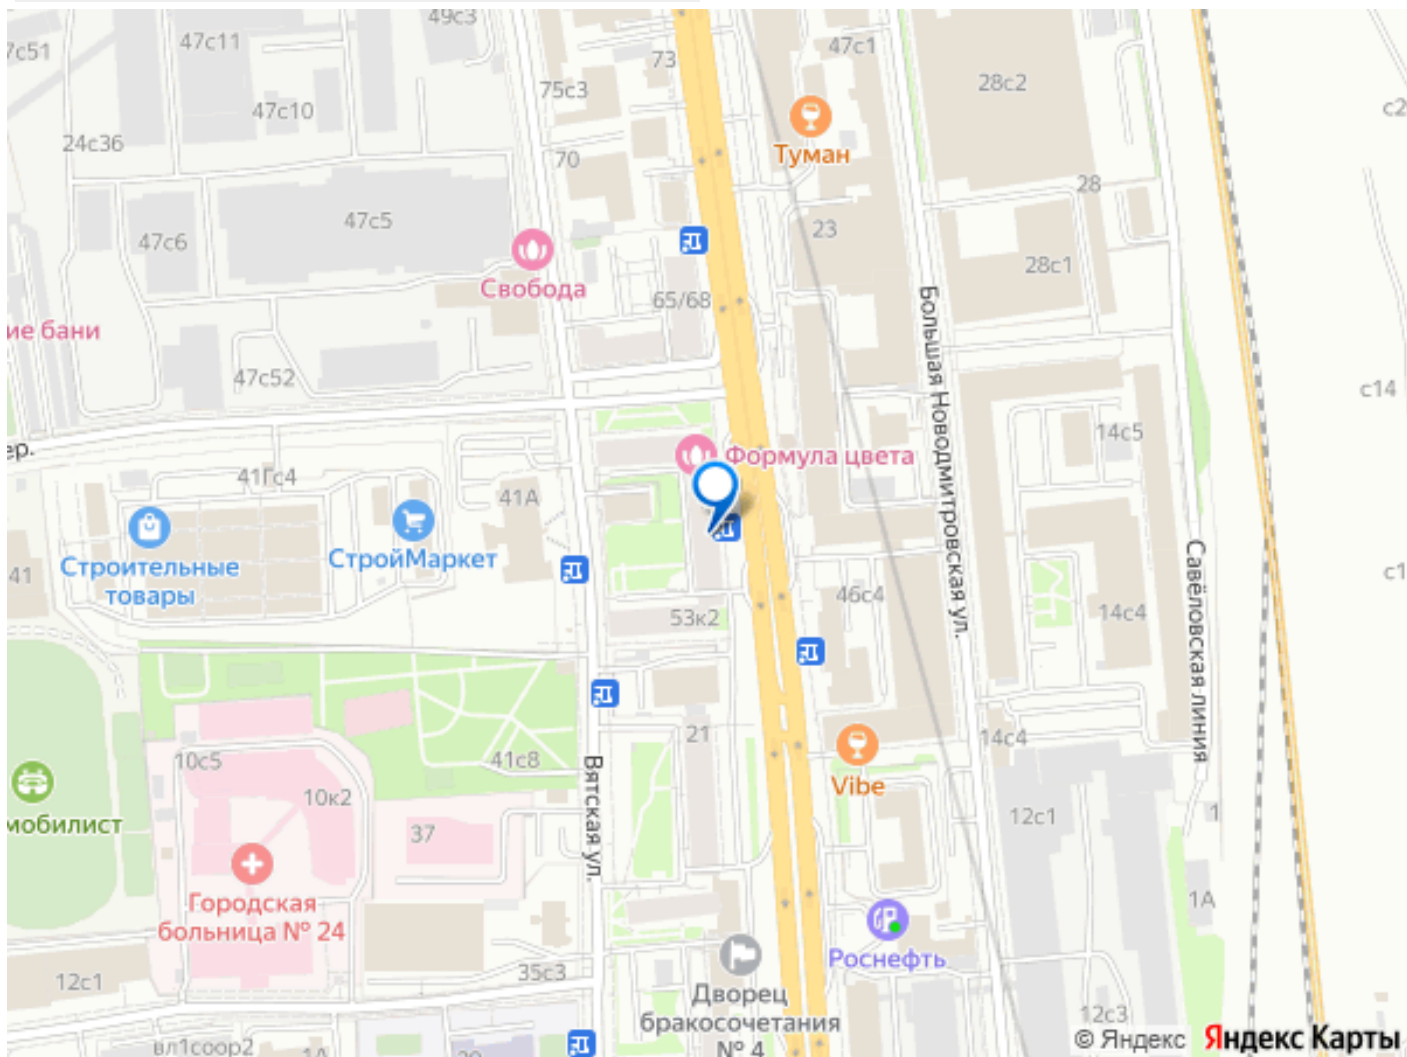 49с3
47с11
7с51
73
47с1
28с2
75с3
47с10
с2
24с36
Туман
70
28
47с5
47с6
23
28с1
Свобода
65/68
ие бани
Большая Новодмитровская ул.
47с52
с14
ер.
14с5
Формула цвета
41Гс4
41А
СтройМаркет
Строительные
товары
41
с1
46с4
53к2
14с4
Савёловская линия
21
14с4
10с5
41с8
Vibe
10к2
Вятская ул.
12с1
1
мобилист
37
1А
Городская
больница № 24
Роснефть
35с3
12с1
Дворец
бракосочетания
№ 4
12с3
вл1соор2
1А
20
© Яндекс Яндекс Карты